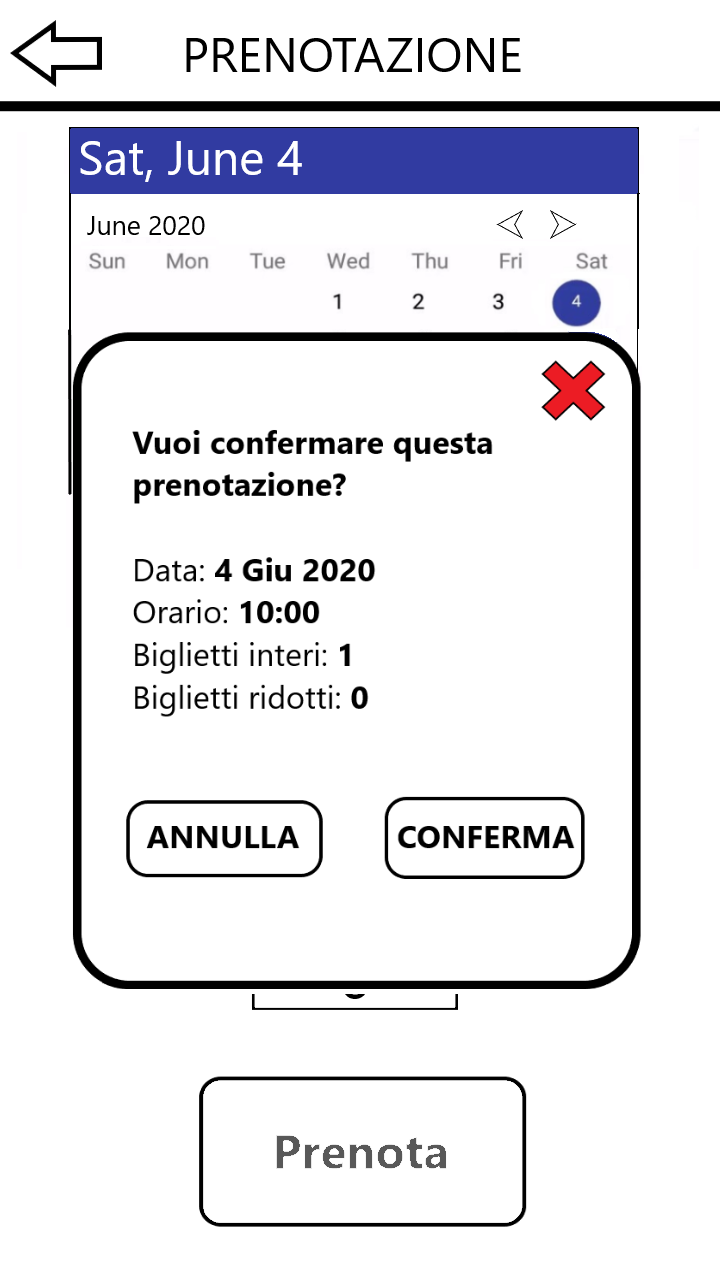 PRENOTAZIONE
Sat, June 4
June 2020
Sun Mon Tue Wed Thu Fri Sat
1 2 3 4
Vuoi confermare questa
prenotazione?
Data: 4 Giu 2020
Orario: 10:00
Biglietti interi: 1
Biglietti ridotti: 0
ANNULLA CONFERMA
Prenota